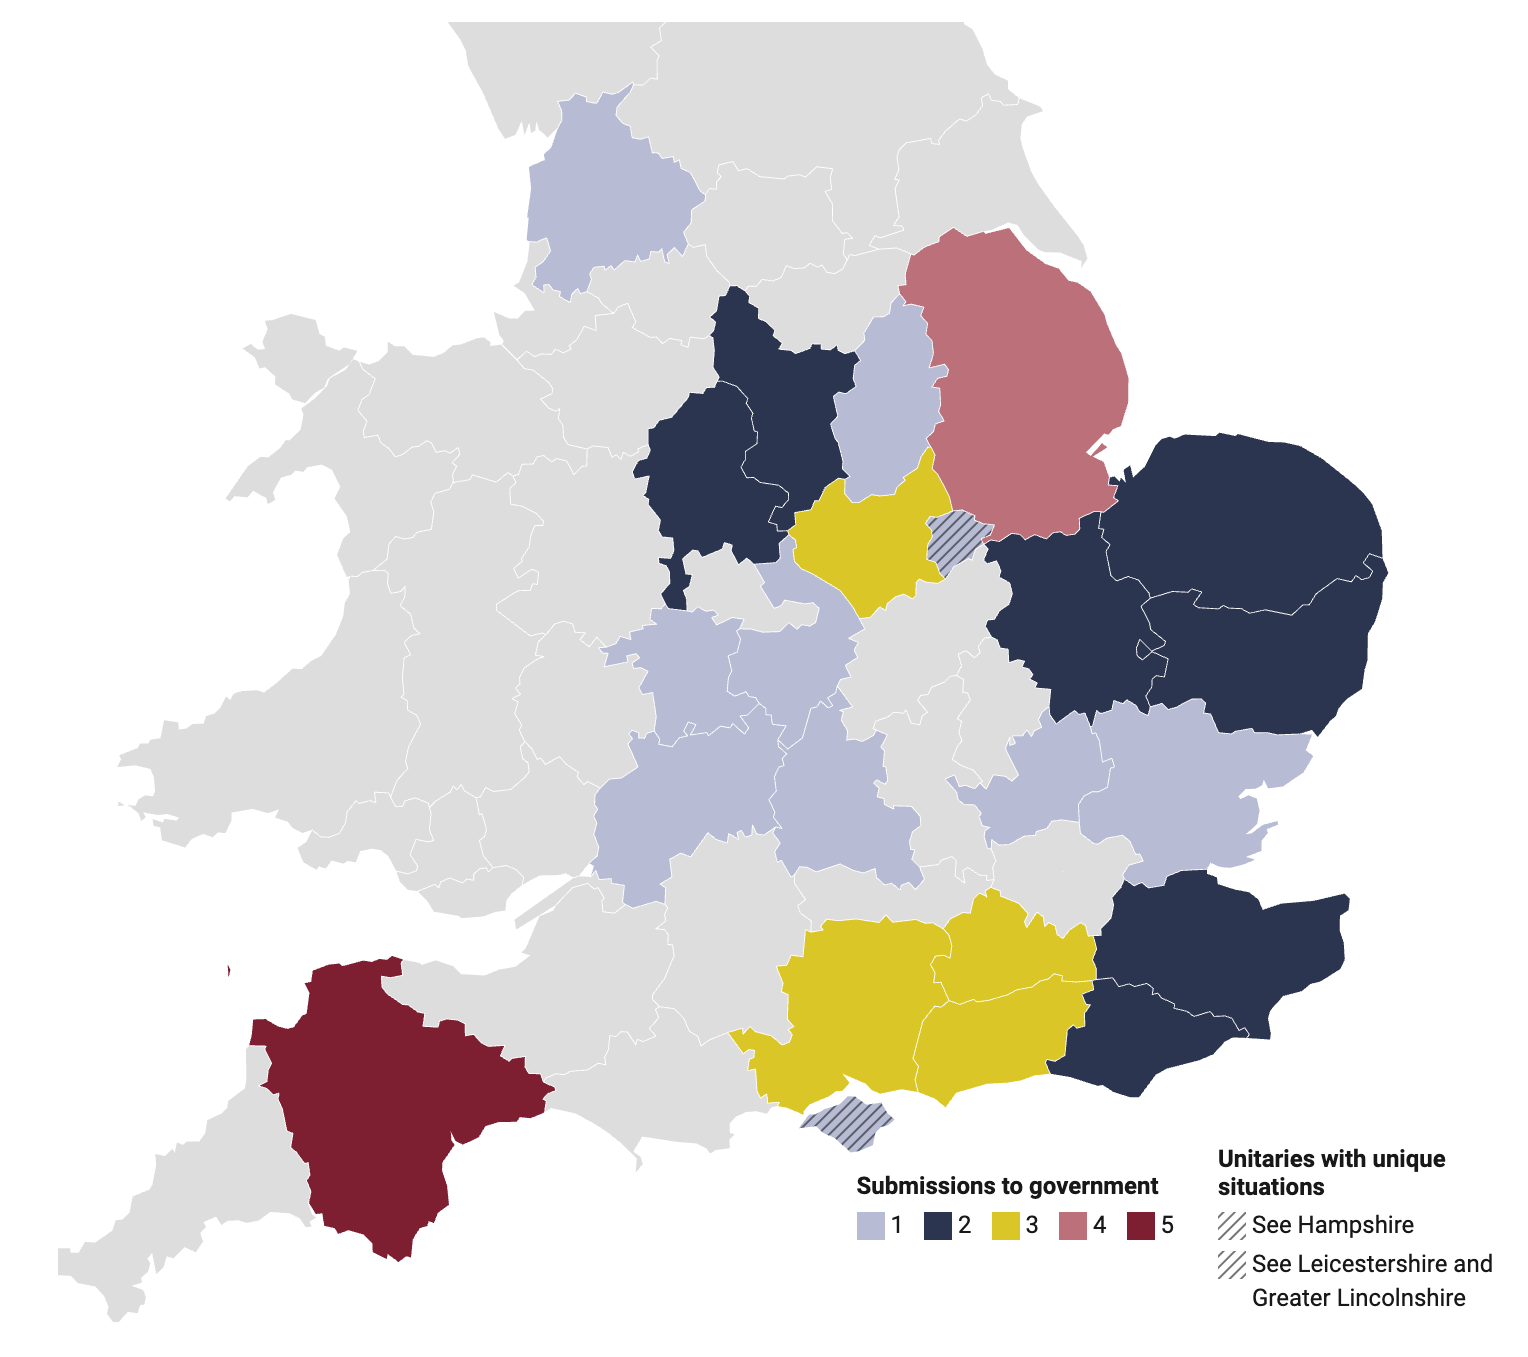 Submissions to government
1 2 3 4 5
Unitaries with unique
situations
See Hampshire
See Leicestershire and
Greater Lincolnshire